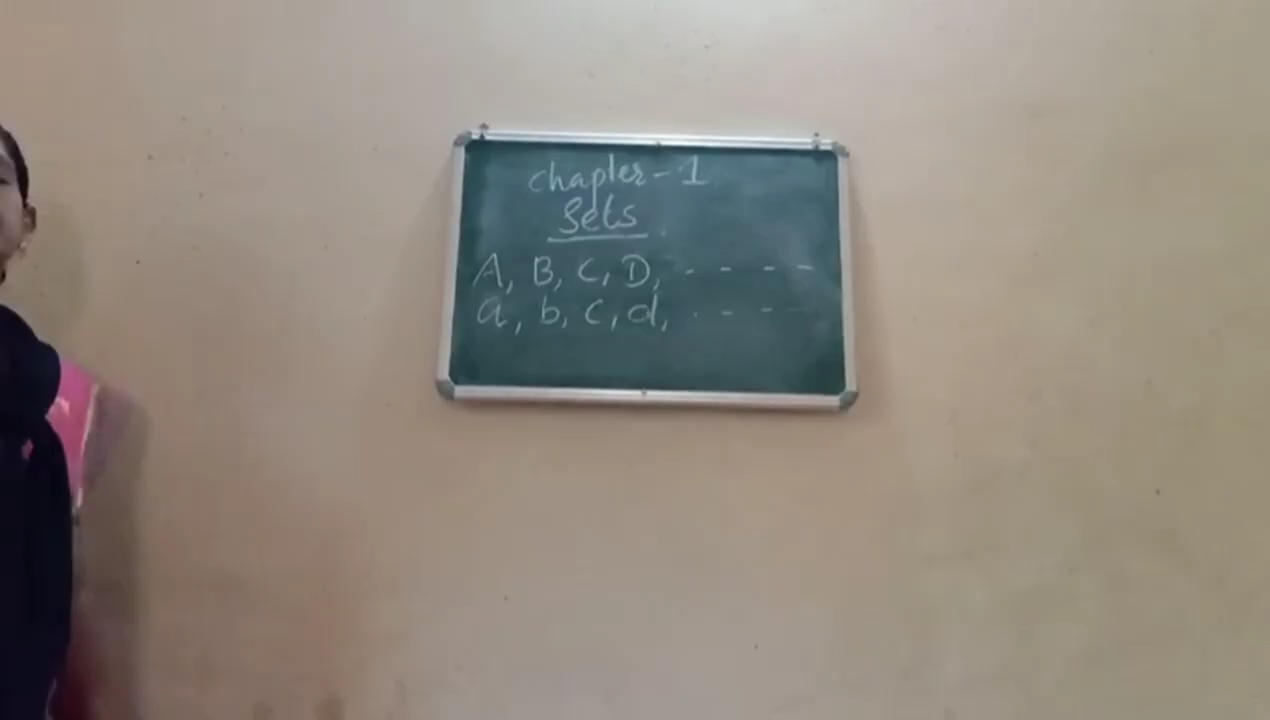 Chapter - 1
Sets
A, B, C, D, - - - -
a, b, c, d, - - - -